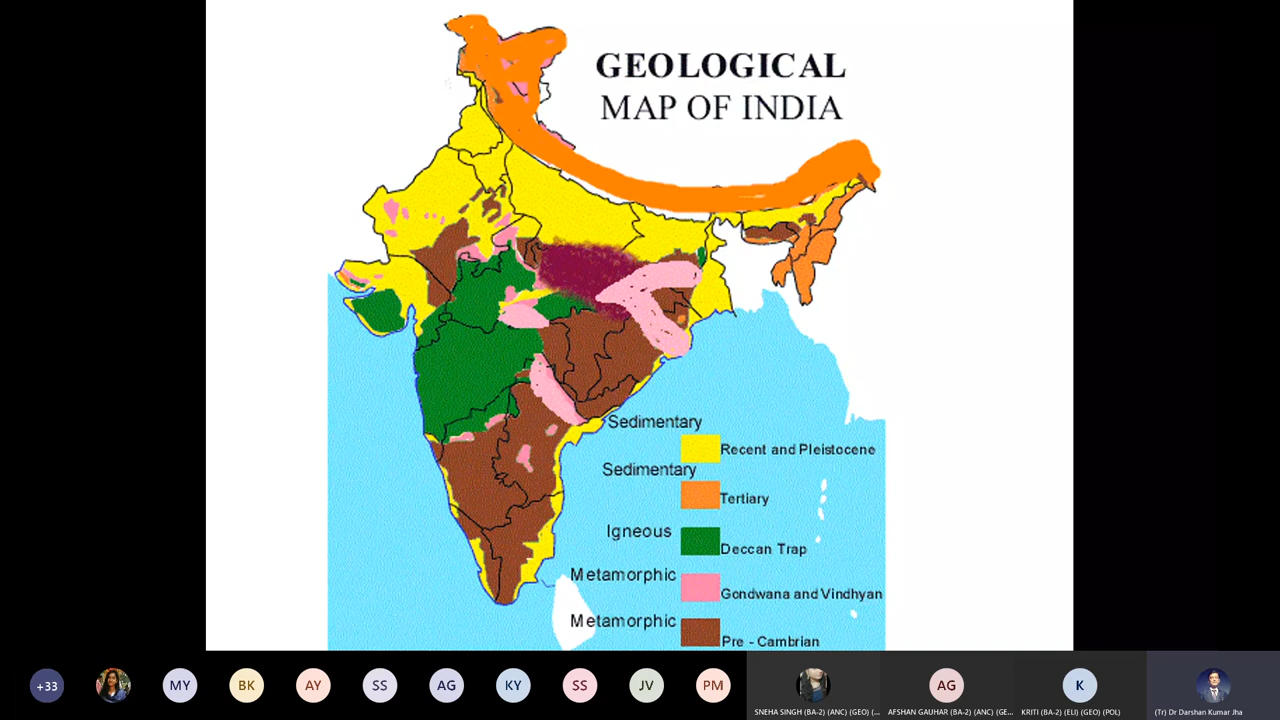 GEOLOGICAL
MAP OF INDIA
Sedimentary
Recent and Pleistocene
Sedimentary
Tertiary
Igneous
Deccan Trap
Metamorphic
Gondwana and Vindhyan
Metamorphic
Pre - Cambrian
+33
MY
BK
AY
SS
AG
KY
SS
JV
PM
AG
K
SNEHA SINGH (BA-2) (ANC) (GEO) (...
AFSHAN GAUHAR (BA-2) (ANC) (GE...
KRITI (BA-2) (ELI) (GEO) (POL)
(Tr) Dr Darshan Kumar Jha